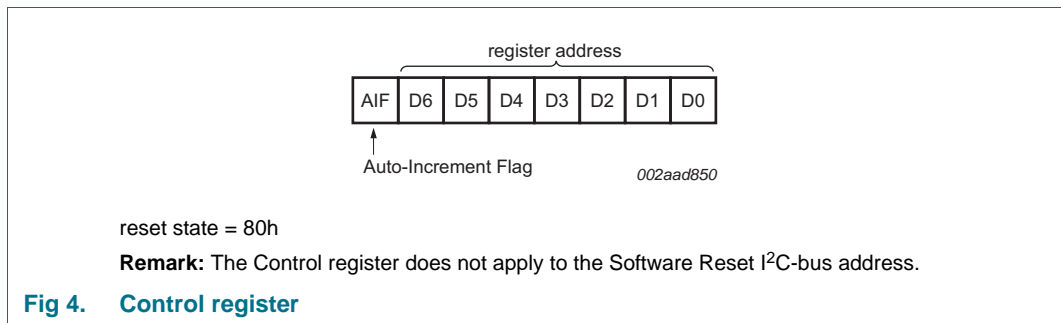 register address
AIF D6 D5 D4 D3 D2 D1 D0
Auto-Increment Flag
002aad850
reset state = 80h
Remark: The Control register does not apply to the Software Reset I²C-bus address.
Fig 4. Control register